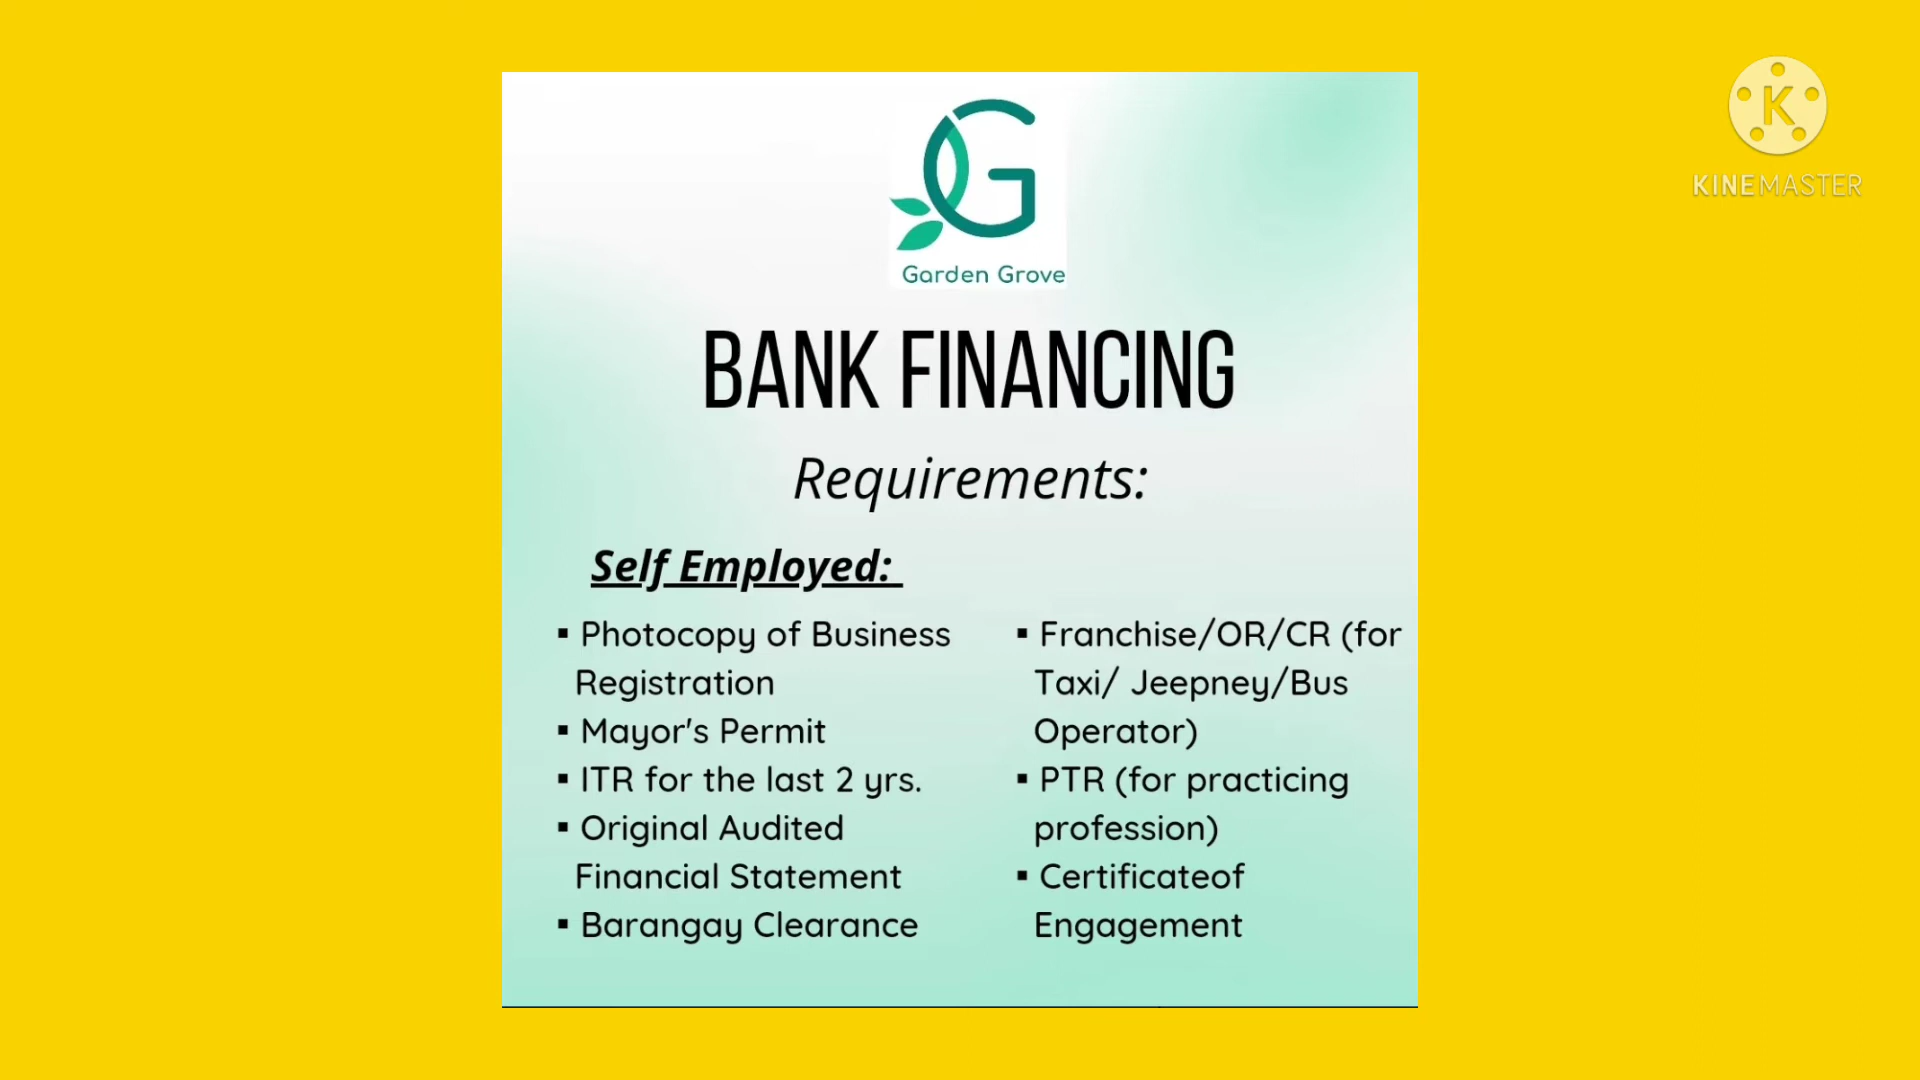 K
KINEMASTER
G
Garden Grove
BANK FINANCING
Requirements:
Self Employed:
▪ Photocopy of Business
Registration
▪ Mayor's Permit
▪ ITR for the last 2 yrs.
▪ Original Audited
Financial Statement
▪ Barangay Clearance
▪ Franchise/OR/CR (for
Taxi/ Jeepney/Bus
Operator)
▪ PTR (for practicing
profession)
▪ Certificateof
Engagement